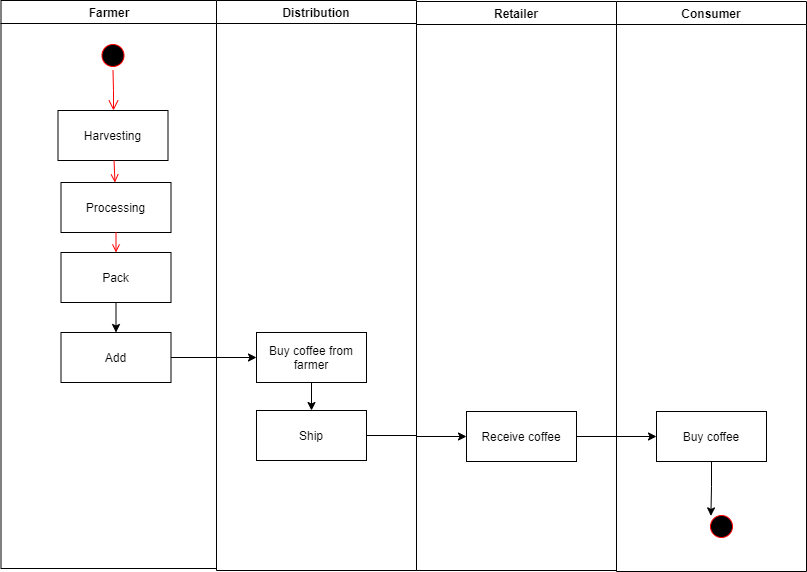 Farmer
Distribution
Retailer
Consumer
Harvesting
Processing
Pack
Add
Buy coffee from
farmer
Ship
Receive coffee
Buy coffee